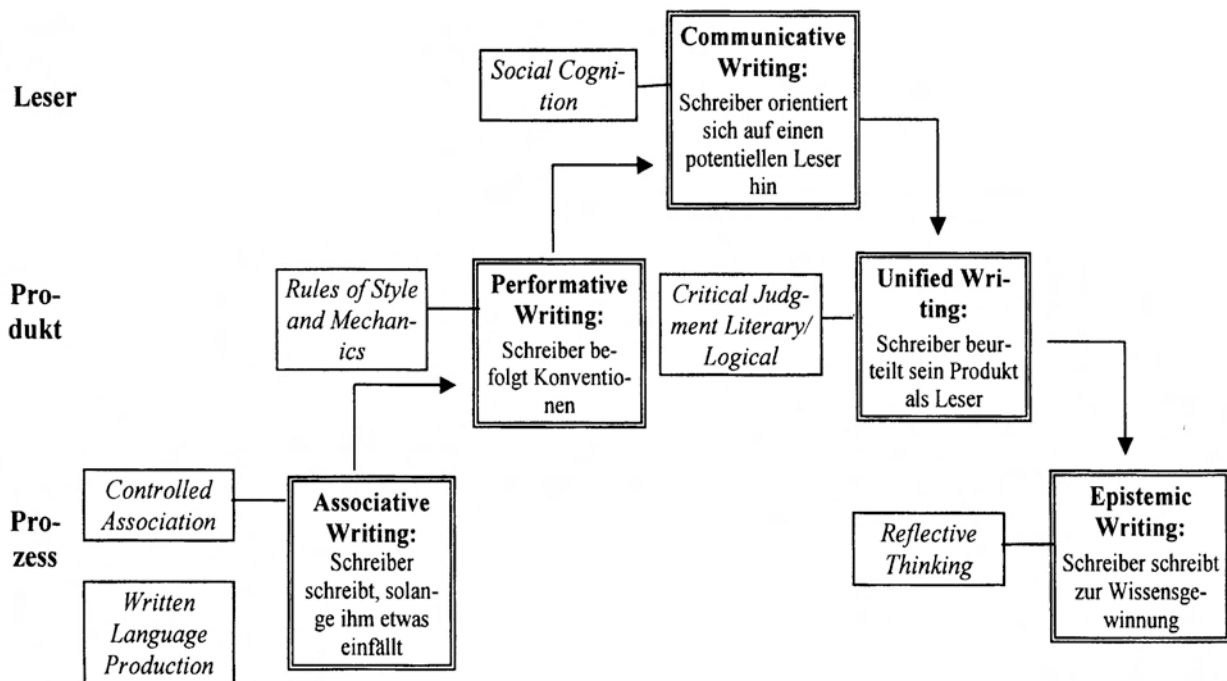 Leser
Social Cogni-
tion
Communicative
Writing:
Schreiber orientiert
sich auf einen
potentiellen Leser
hin
Pro-
dukt
Rules of Style
and Mechan-
ics
Performative
Writing:
Schreiber be-
folgt Konventio-
nen
Critical Judg-
ment Literary/
Logical
Unified Wri-
ting:
Schreiber beur-
teilt sein Produkt
als Leser
Pro-
zess
Controlled
Association
Written
Language
Production
Associative
Writing:
Schreiber
schreibt, solan-
ge ihm etwas
einfällt
Reflective
Thinking
Epistemic
Writing:
Schreiber schreibt
zur Wissensge-
winnung